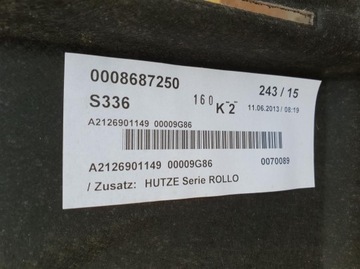 0008687250 243 / 15
S336 160 K-2- 11.06.2013 / 08:19
A2126901149 00009G86
A2126901149 00009G86 0070089
/ Zusatz: HUTZE Serie ROLLO